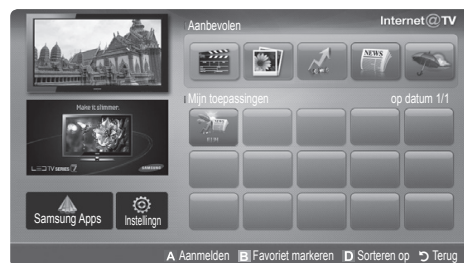 Internet@TV
Aanbevolen
NEWS
Mijn toepassingen op datum 1/1
Make it slimmer.
LED TV SERIES 7 SAMSUNG
Samsung Apps
Instellingn
A Aanmelden B Favoriet markeren D Sorteren op Terug